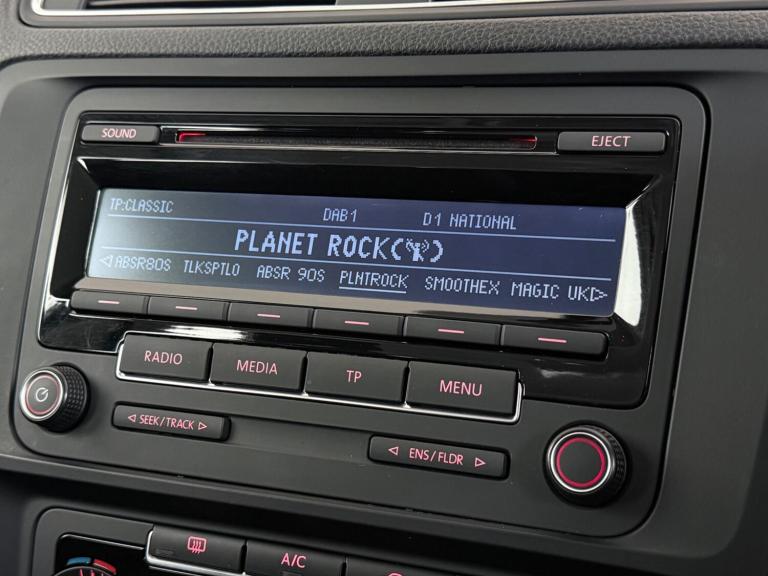 SOUND
EJECT
TP:CLASSIC DAB1 D1 NATIONAL
PLANET ROCK
ABSR80S TLKSPTLO ABSR 90S PLNTROCK SMOOTHEX MAGIC UK
RADIO MEDIA TP MENU
SEEK/TRACK
ENS/FLDR
A/C